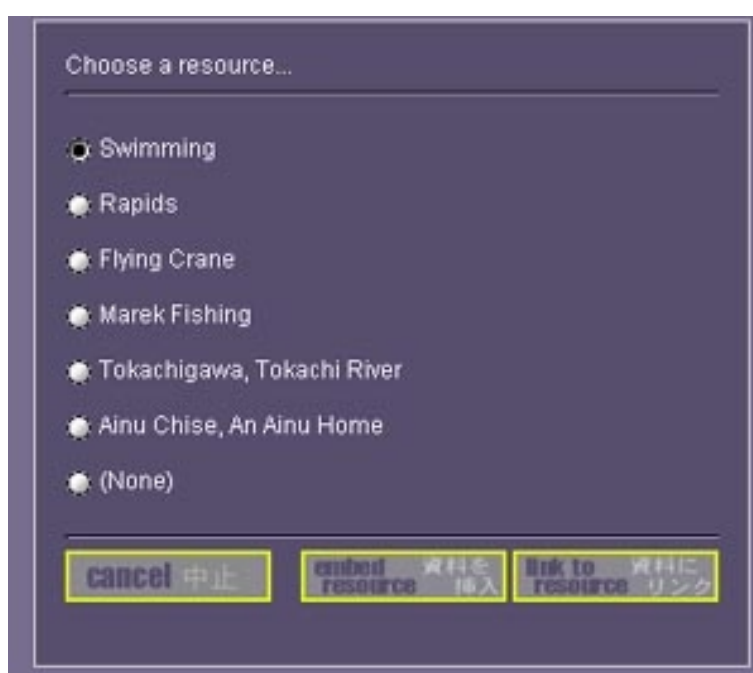 Choose a resource...
Swimming
Rapids
Flying Crane
Marek Fishing
Tokachigawa, Tokachi River
Ainu Chise, An Ainu Home
(None)
cancel 中止
embed resource 資料を挿入
link to resource 資料にリンク